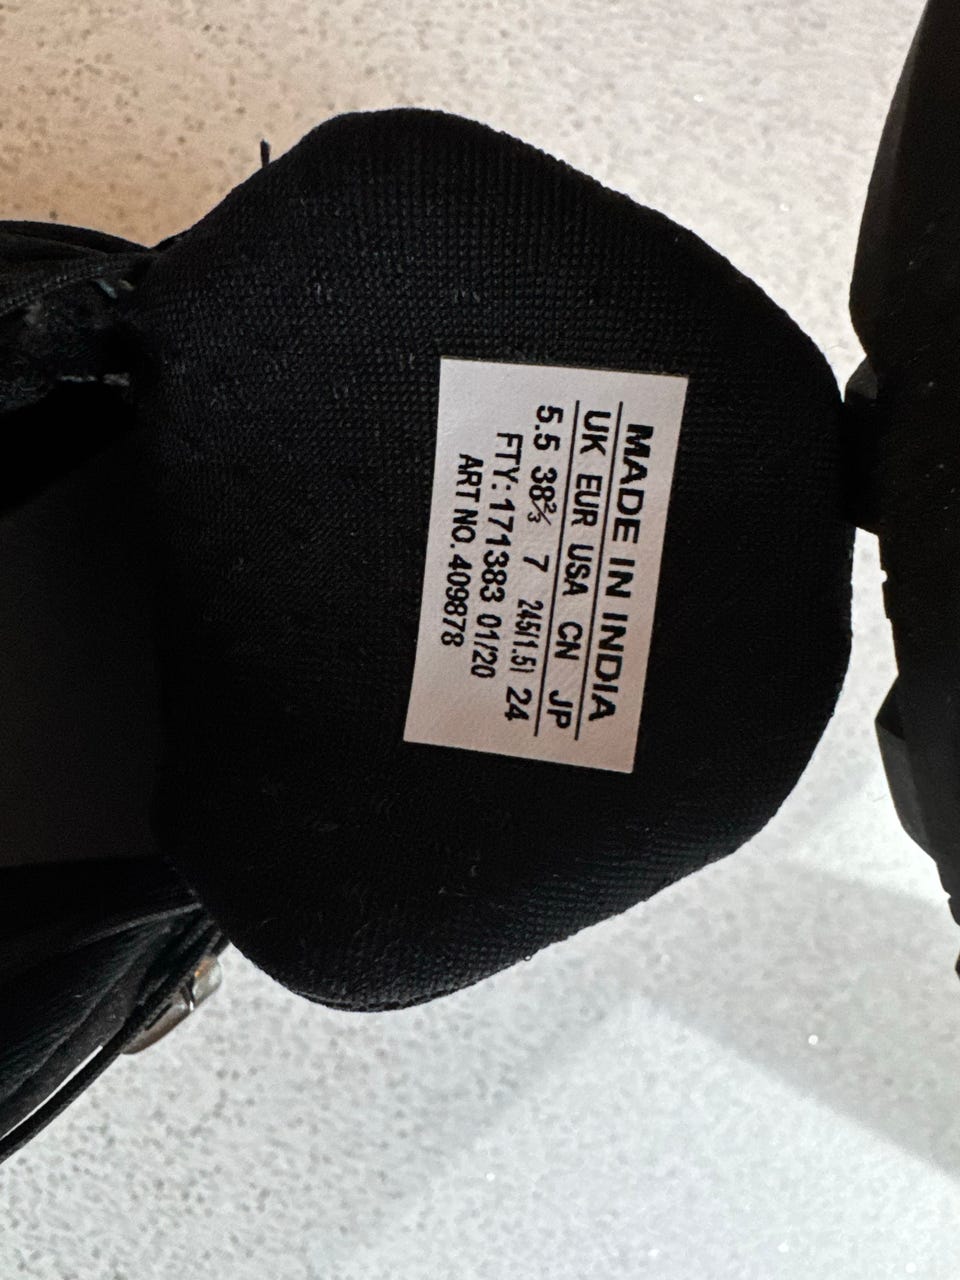 MADE IN INDIA
UK EUR USA CN JP
5.5 38⅔ 7 245(1.5) 24
FTY: 171383 01/20
ART NO. 409878